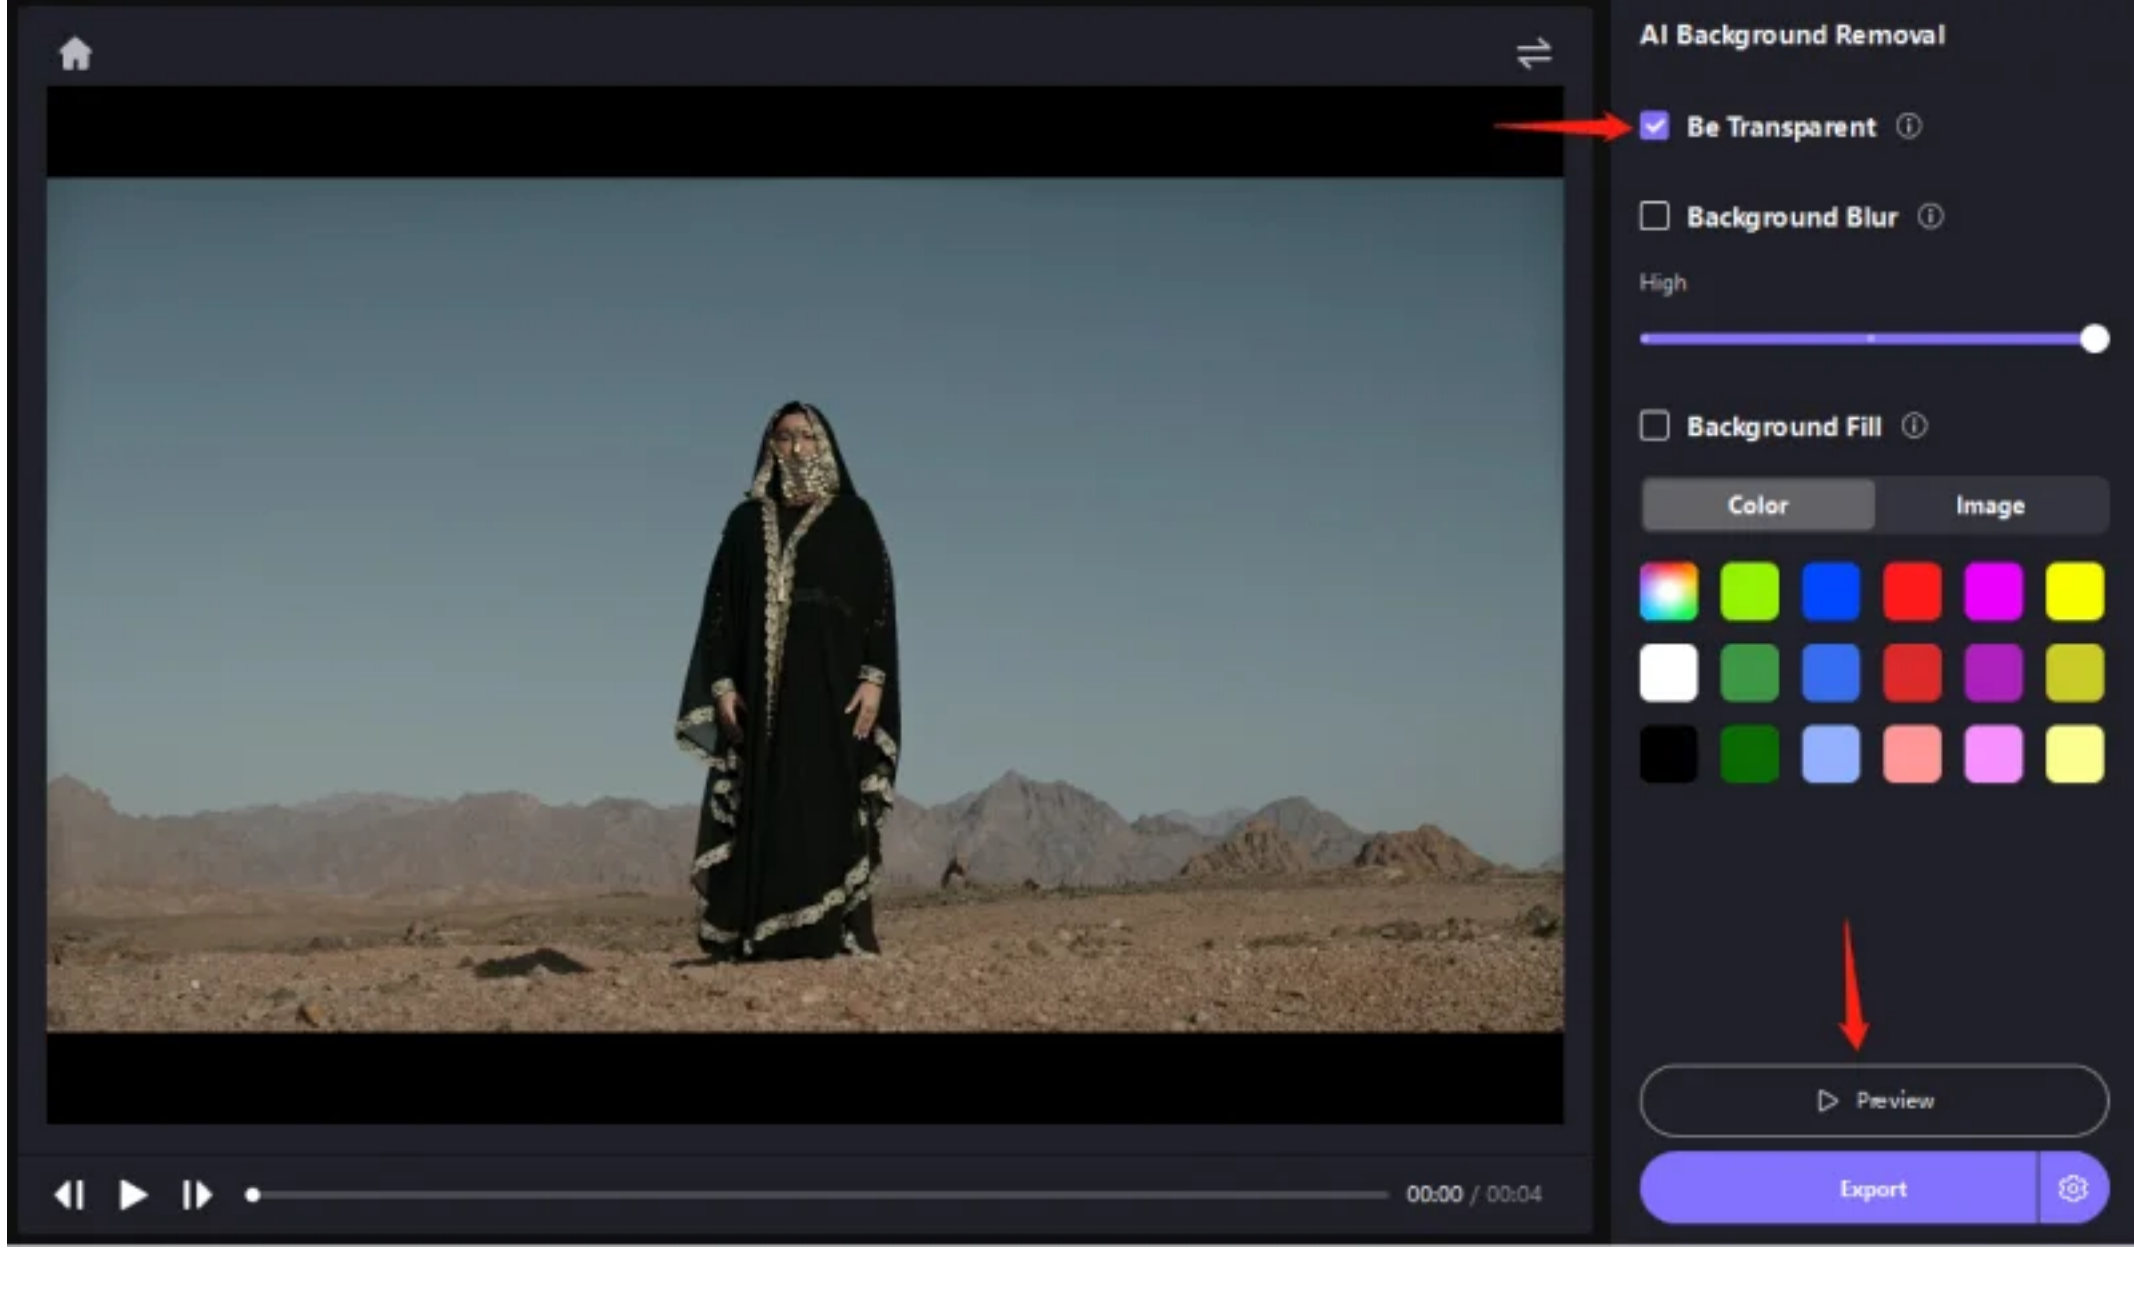 AI Background Removal
Be Transparent
Background Blur
High
Background Fill
Color Image
Preview
Export
00:00 / 00:04